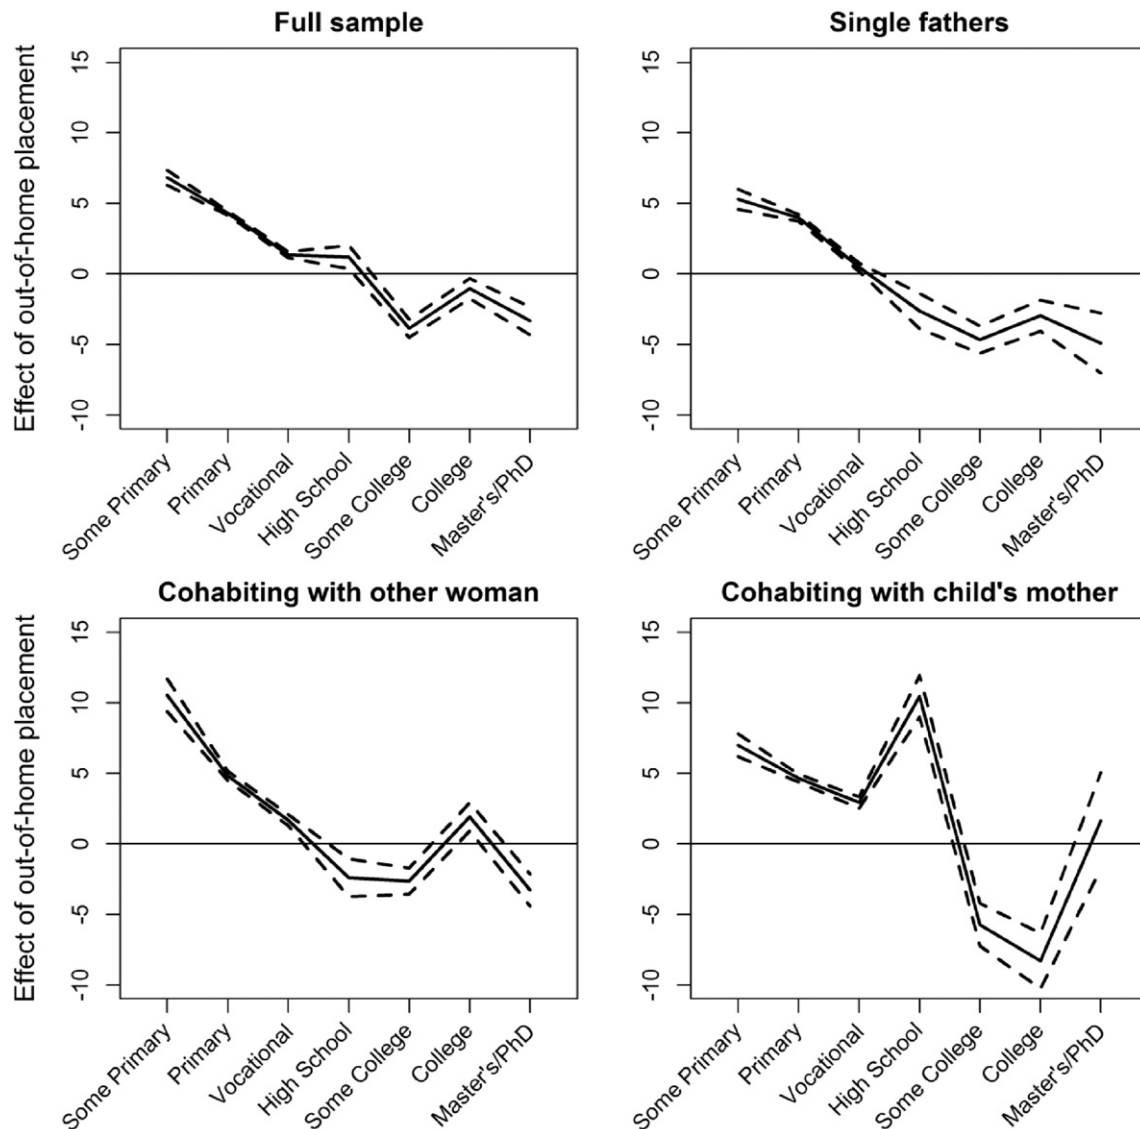 Full sample
Effect of out-of-home placement
15
10
5
0
-5
-10
Some Primary
Primary
Vocational
High School
Some College
College
Master's/PhD
Single fathers
15
10
5
0
-5
-10
Some Primary
Primary
Vocational
High School
Some College
College
Master's/PhD
Cohabiting with other woman
Effect of out-of-home placement
15
10
5
0
-5
-10
Some Primary
Primary
Vocational
High School
Some College
College
Master's/PhD
Cohabiting with child's mother
15
10
5
0
-5
-10
Some Primary
Primary
Vocational
High School
Some College
College
Master's/PhD